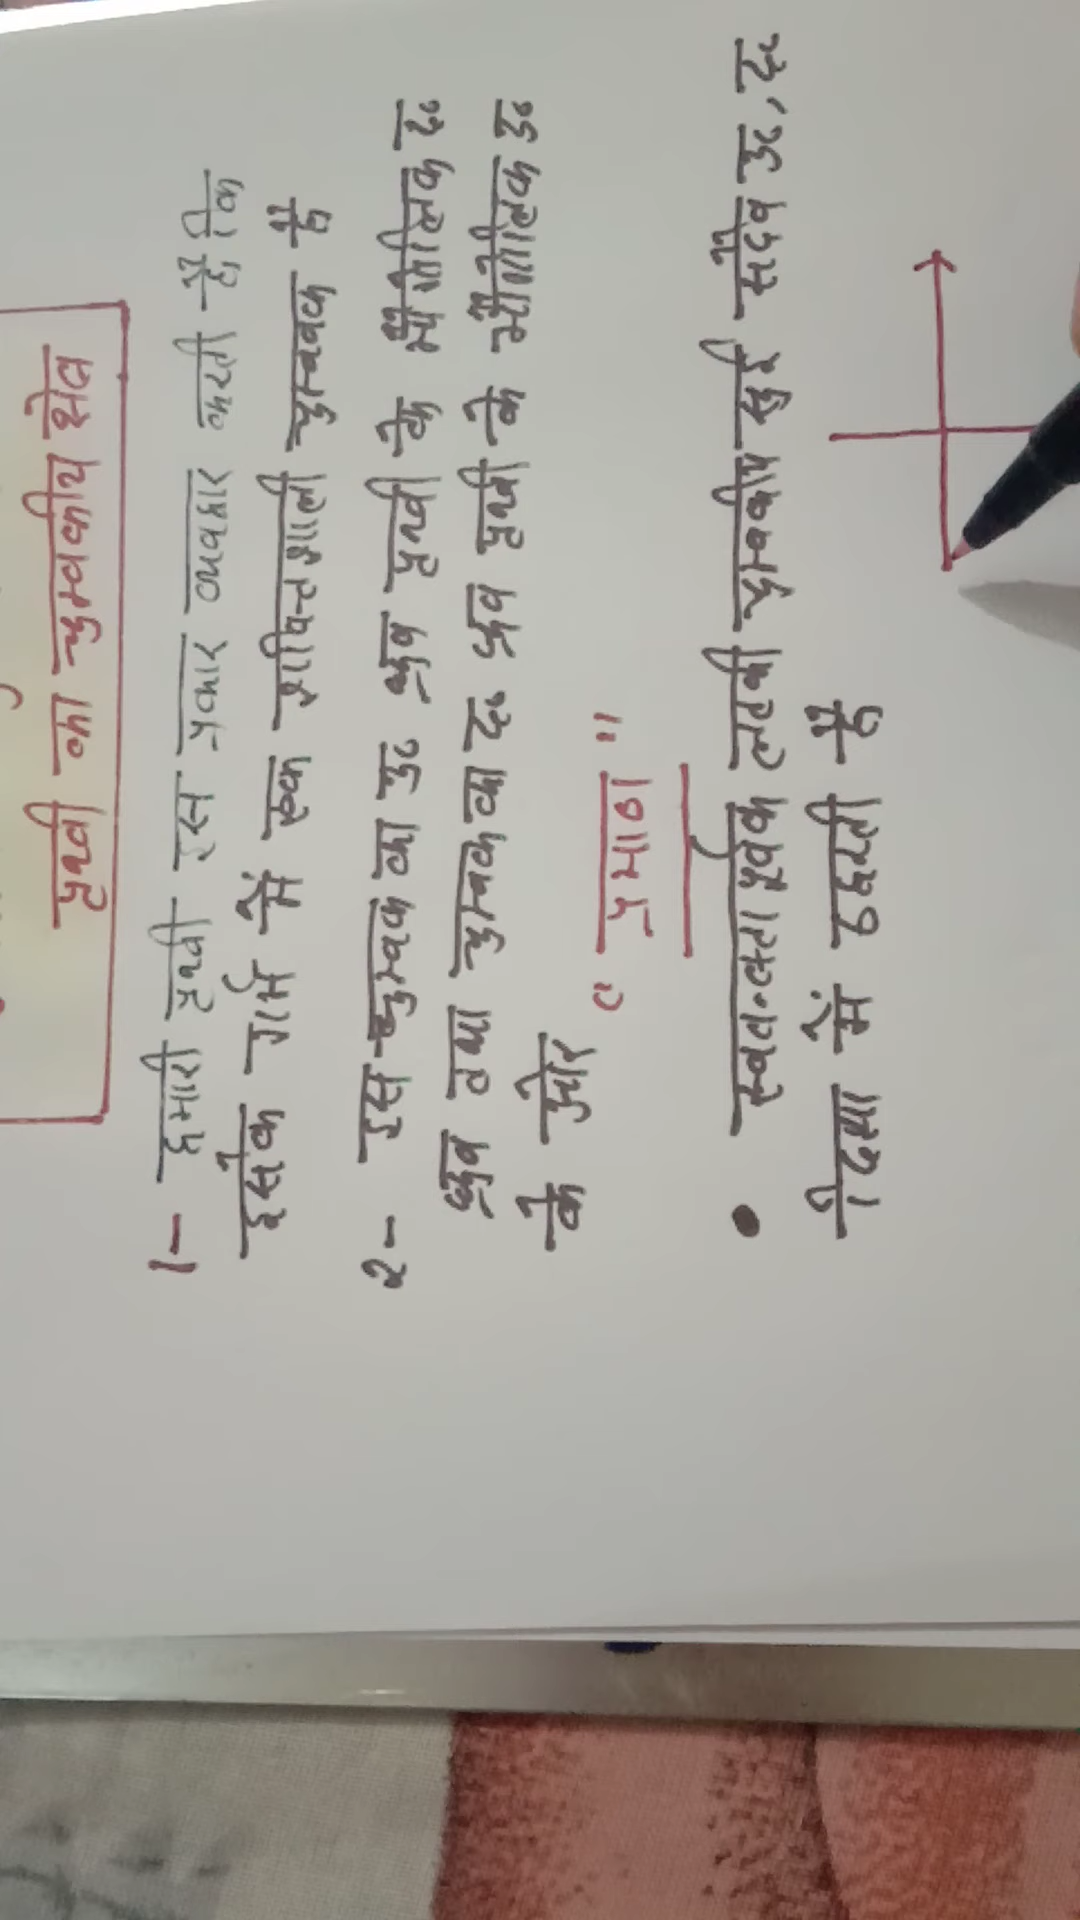 पृथ्वी का चुम्बकीय क्षेत्र
1- हमारी पृथ्वी इस प्रकार व्यवहार करती है, कि
इसके गर्भ में एक शक्तिशाली चुम्बक है
2- इस चुम्बक का उ० ध्रुव पृथ्वी के भौगोलिक द०
ध्रुव तथा चुम्बक का द० ध्रुव पृथ्वी के भौगोलिक उ०
के ओर
" प्रमाण "
• स्वतन्त्रता पूर्वक लटकी चुम्बकीय सुई सदैव उ०, द०
दिशा में ठहरती है